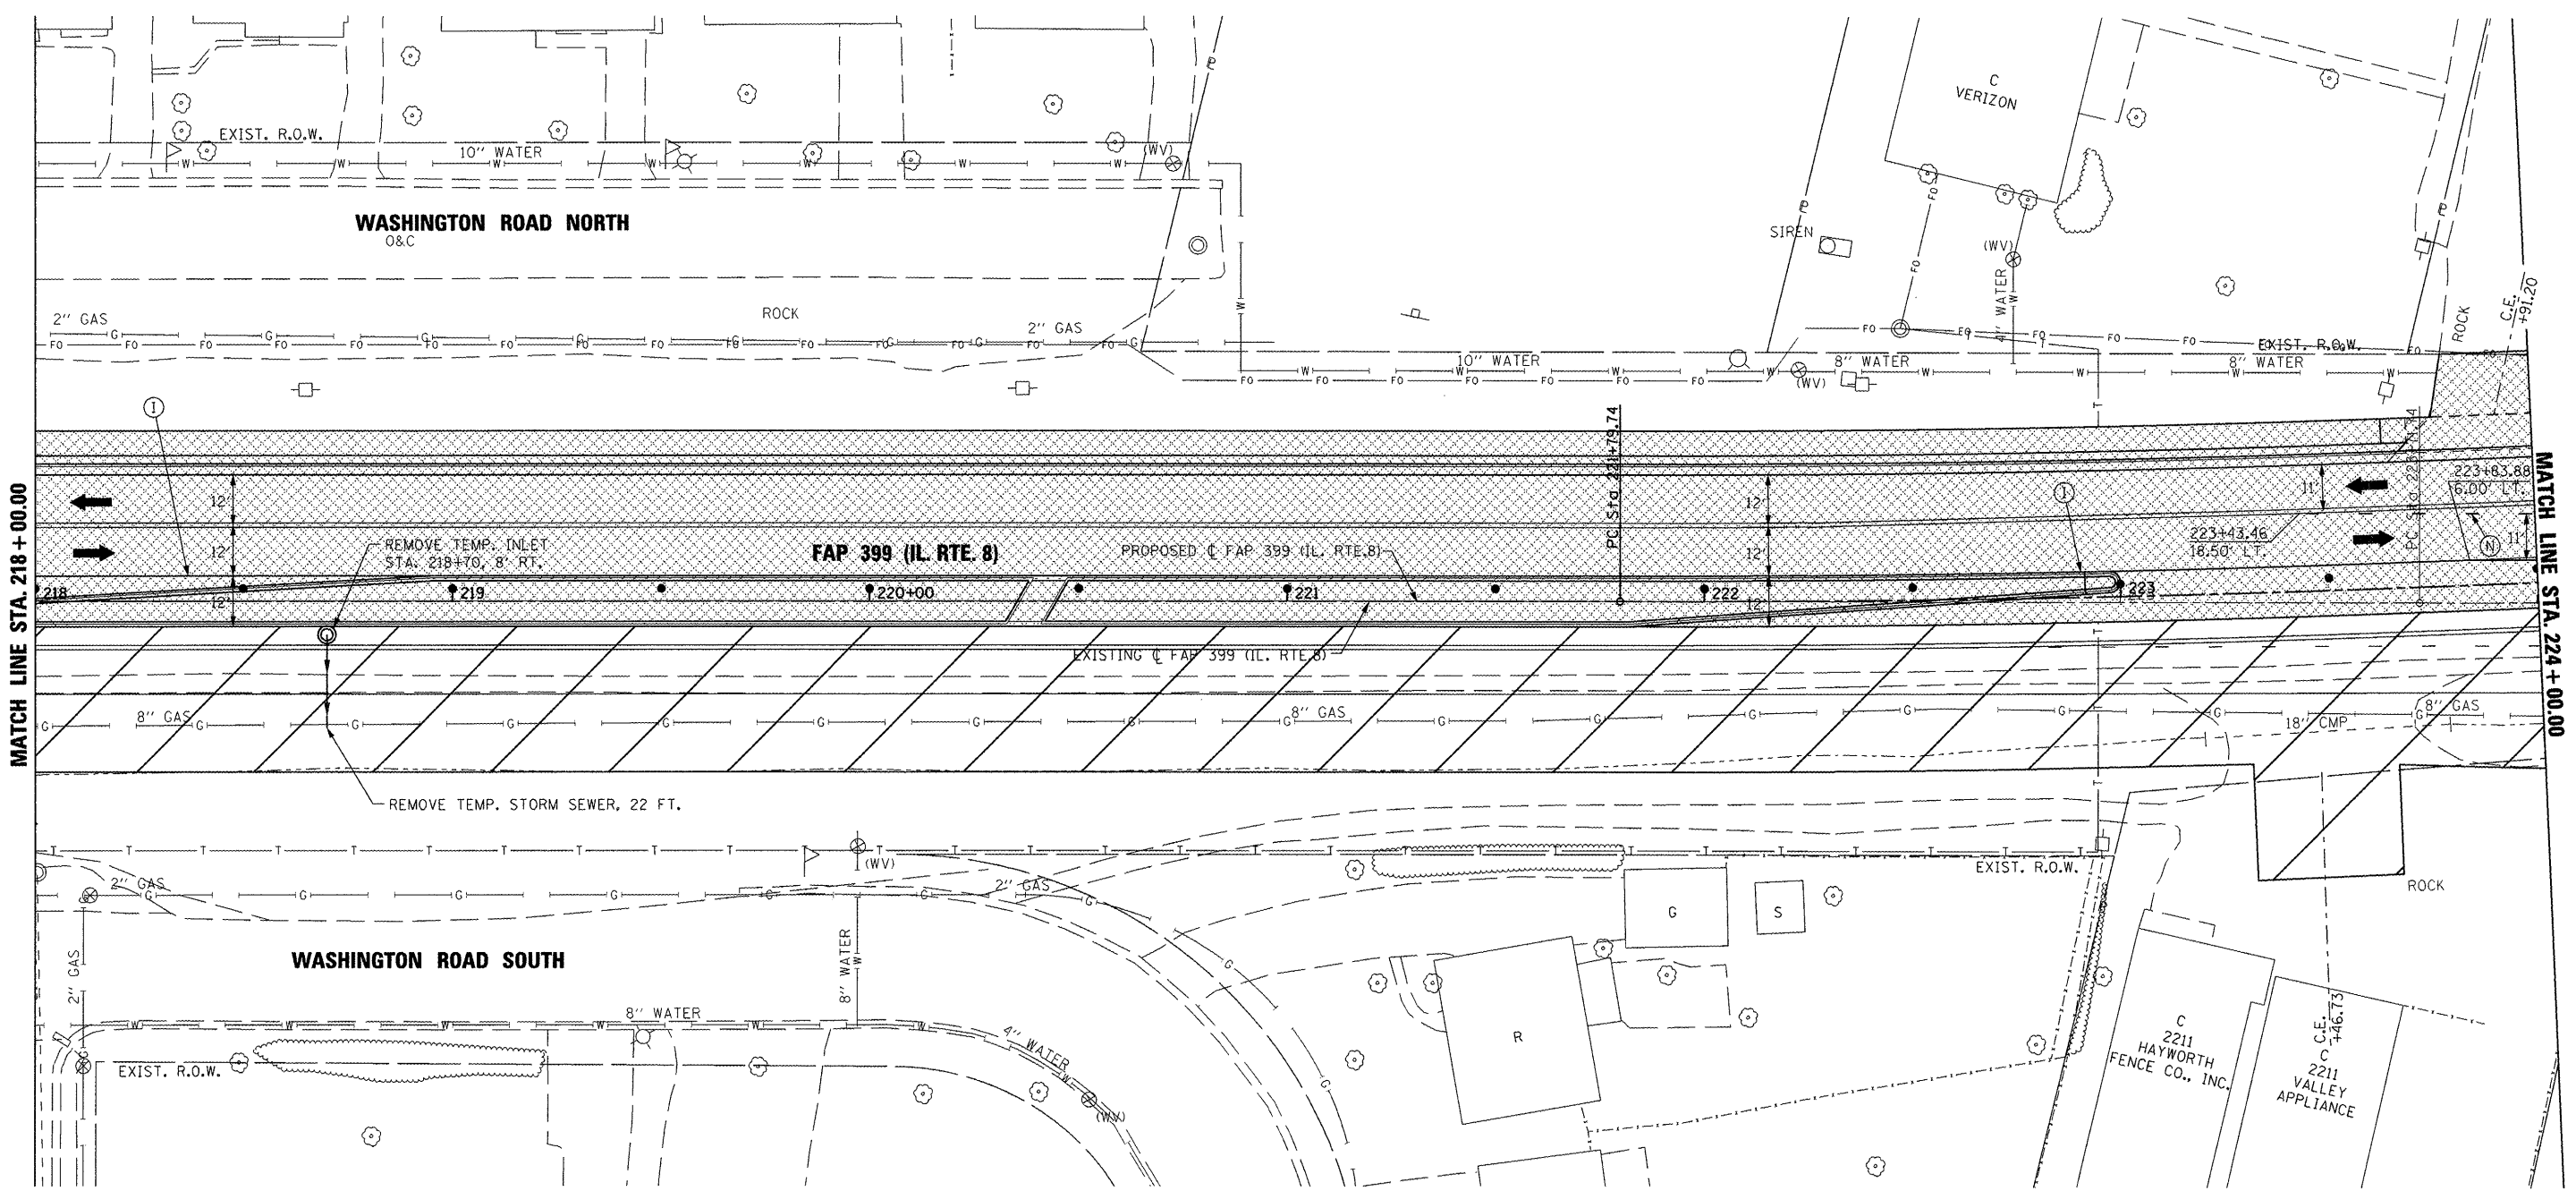 C
VERIZON
EXIST. R.O.W.
10" WATER
(WV)
WASHINGTON ROAD NORTH
O&C
SIREN
(WV)
4" WATER
ROCK
C.E.
+91.20
2" GAS
ROCK
2" GAS
EXIST. R.O.W.
10" WATER
8" WATER
8" WATER
(WV)
I
MATCH LINE STA. 218 + 00.00
12'
12'
12'
REMOVE TEMP. INLET
STA. 218+70, 8' RT.
FAP 399 (IL. RTE. 8)
PROPOSED ℄ FAP 399 (IL. RTE.8)
PC Sta 221+79.74
12'
12'
12'
I
11'
223+83.88
6.00' LT.
223+43.46
18.50' LT.
N
11'
MATCH LINE STA. 224 + 00.00
218
219
220+00
221
222
223
EXISTING ℄ FAP 399 (IL. RTE.8)
8" GAS
8" GAS
8" GAS
18" CMP
REMOVE TEMP. STORM SEWER, 22 FT.
(WV)
2" GAS
2" GAS
EXIST. R.O.W.
ROCK
G
S
WASHINGTON ROAD SOUTH
2" GAS
8" WATER
8" WATER
4" WATER
(WV)
R
EXIST. R.O.W.
C
2211
HAYWORTH
FENCE CO., INC.
C.E.
+46.73
C
2211
VALLEY
APPLIANCE